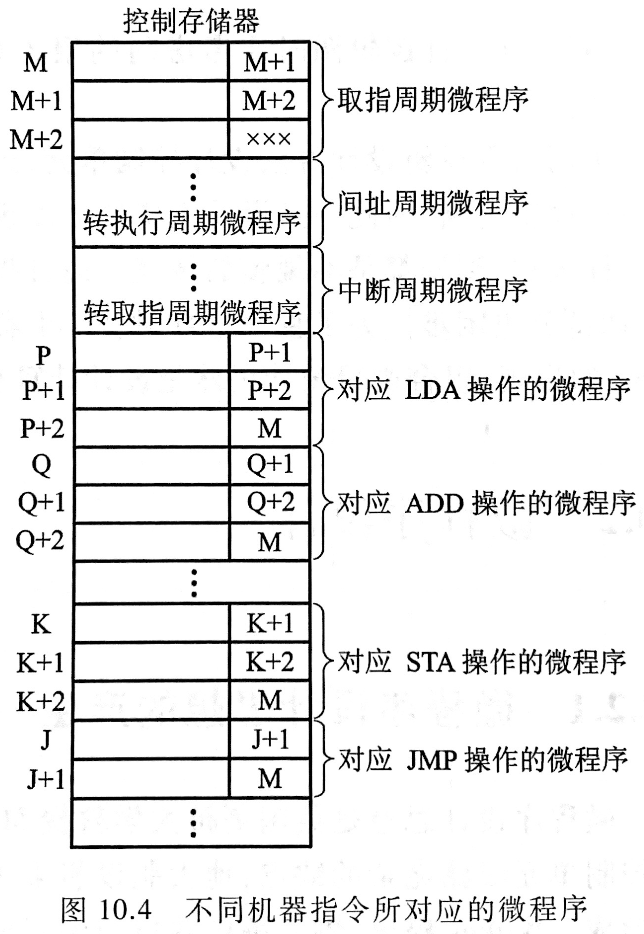 控制存储器
M M+1
M+1 M+2 取指周期微程序
M+2 ×××
⋮
转执行周期微程序 间址周期微程序
⋮
转取指周期微程序 中断周期微程序
P P+1
P+1 P+2 对应 LDA 操作的微程序
P+2 M
Q Q+1
Q+1 Q+2 对应 ADD 操作的微程序
Q+2 M
⋮
K K+1
K+1 K+2 对应 STA 操作的微程序
K+2 M
J J+1
J+1 M 对应 JMP 操作的微程序
⋮
图 10.4 不同机器指令所对应的微程序